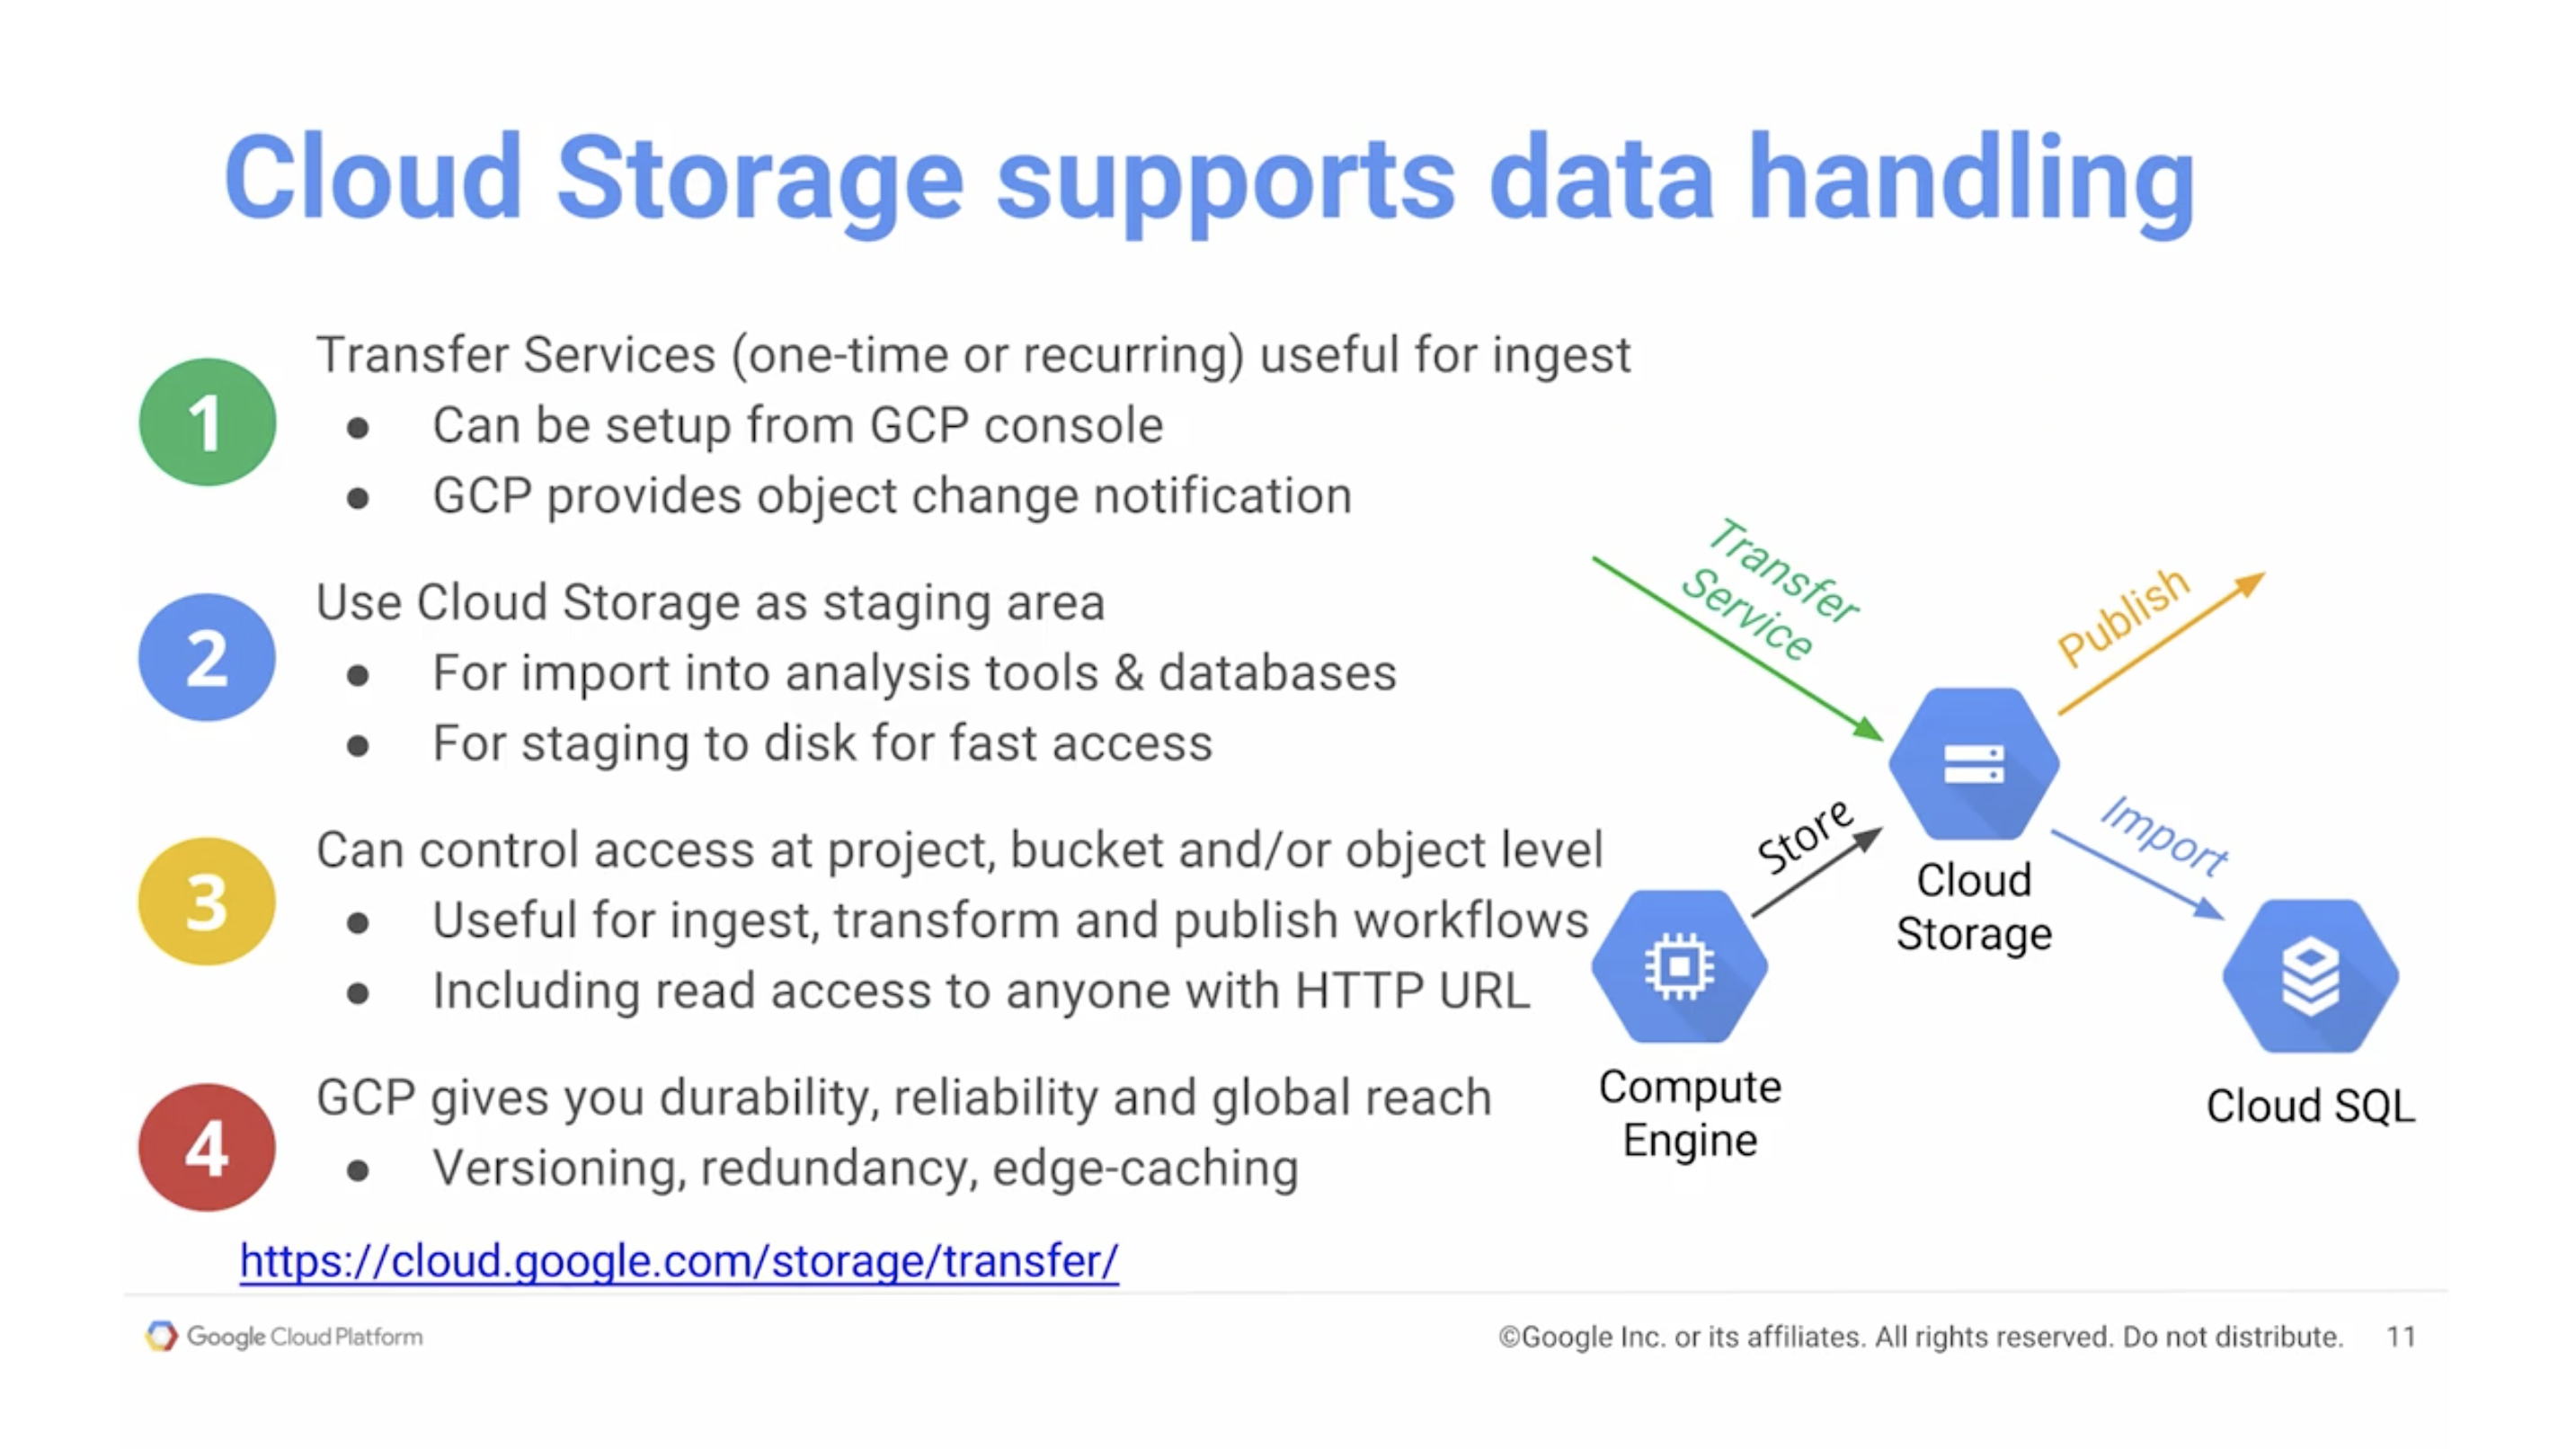 Cloud Storage supports data handling
1
Transfer Services (one-time or recurring) useful for ingest
● Can be setup from GCP console
● GCP provides object change notification
2
Use Cloud Storage as staging area
● For import into analysis tools & databases
● For staging to disk for fast access
3
Can control access at project, bucket and/or object level
● Useful for ingest, transform and publish workflows
● Including read access to anyone with HTTP URL
4
GCP gives you durability, reliability and global reach
● Versioning, redundancy, edge-caching
https://cloud.google.com/storage/transfer/
Transfer
Service
Publish
Store
Import
Cloud
Storage
Compute
Engine
Cloud SQL
Google Cloud Platform
©Google Inc. or its affiliates. All rights reserved. Do not distribute. 11